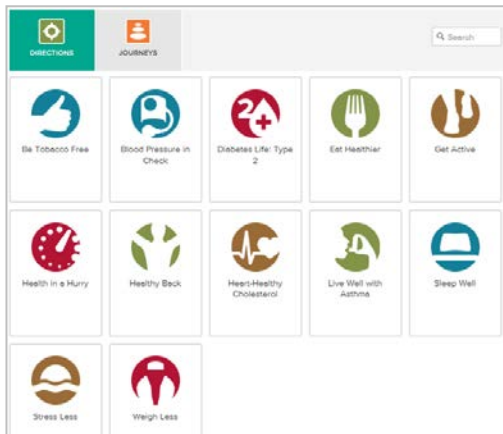 DIRECTIONS
JOURNEYS
Search
Be Tobacco Free
Blood Pressure in
Check
Diabetes Life: Type
2
Eat Healthier
Get Active
Health in a Hurry
Healthy Back
Heart-Healthy
Cholesterol
Live Well with
Asthma
Sleep Well
Stress Less
Weigh Less